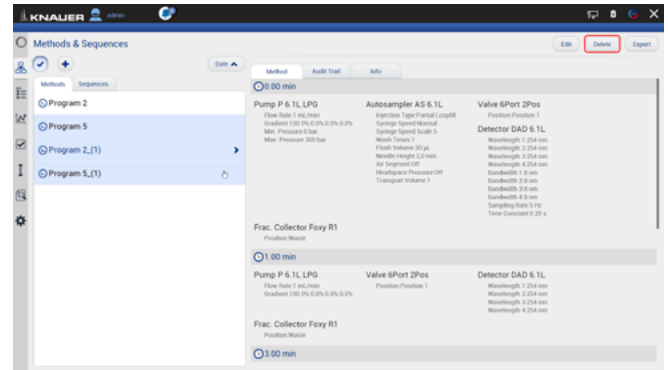 KNAUER admin
Methods & Sequences
Edit Delete Export
Date
Methods Sequences
Program 2
Program 5
Program 2_(1)
Program 5_(1)
Method Audit Trail Info
0.00 min
Pump P 6.1L LPG
Flow Rate:1 mL/min
Gradient:100.0%:0.0%:0.0%:0.0%
Min. Pressure:0 bar
Max. Pressure:300 bar
Autosampler AS 6.1L
Injection Type:Partial Loopfill
Syringe Speed:Normal
Syringe Speed Scale:5
Wash Times:1
Flush Volume:30 µL
Needle Height:2,0 mm
Air Segment:Off
Headspace Pressure:Off
Transport Volume:1
Valve 6Port 2Pos
Position:Position 1
Detector DAD 6.1L
Wavelength 1:254 nm
Wavelength 2:254 nm
Wavelength 3:254 nm
Wavelength 4:254 nm
Bandwidth 1:8 nm
Bandwidth 2:8 nm
Bandwidth 3:8 nm
Bandwidth 4:8 nm
Sampling Rate:5 Hz
Time Constant:0.20 s
Frac. Collector Foxy R1
Position:Waste
1.00 min
Pump P 6.1L LPG
Flow Rate:1 mL/min
Gradient:100.0%:0.0%:0.0%:0.0%
Valve 6Port 2Pos
Position:Position 1
Detector DAD 6.1L
Wavelength 1:254 nm
Wavelength 2:254 nm
Wavelength 3:254 nm
Wavelength 4:254 nm
Frac. Collector Foxy R1
Position:Waste
3.00 min